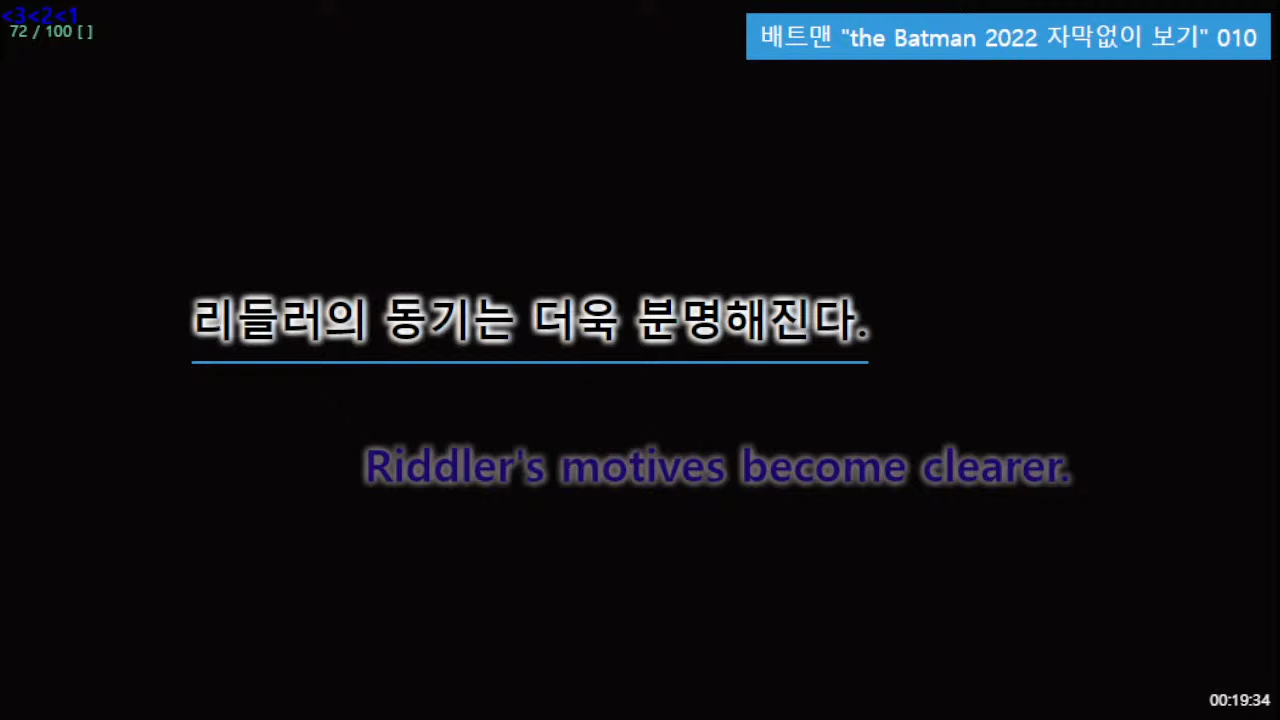 <3<2<1
72 / 100 [ ]
배트맨 "the Batman 2022 자막없이 보기" 010
리들러의 동기는 더욱 분명해진다.
Riddler's motives become clearer.
00:19:34